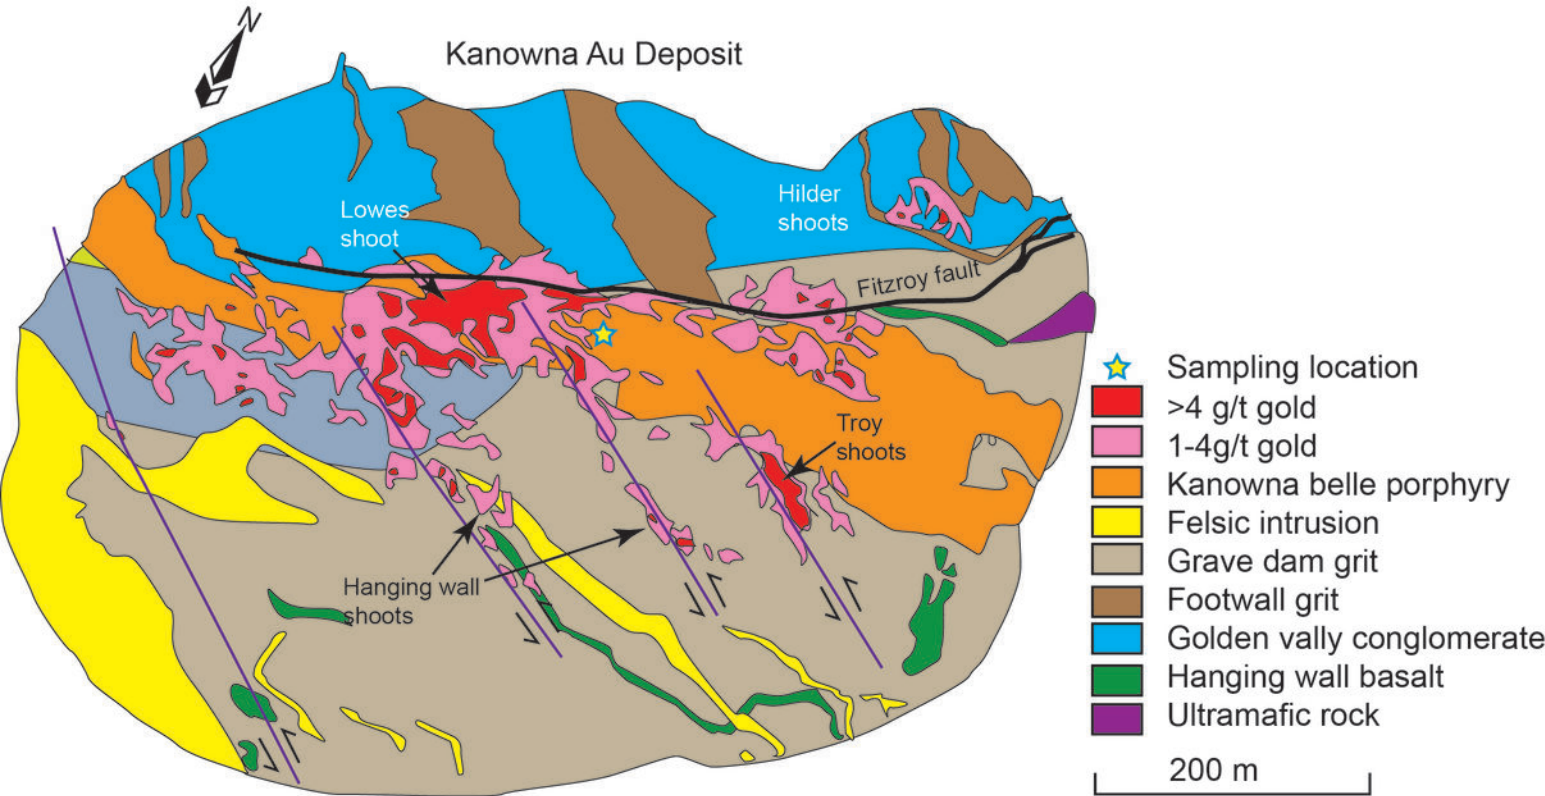 N
Kanowna Au Deposit
Lowes
shoot
Hilder
shoots
Fitzroy fault
Troy
shoots
Hanging wall
shoots
Sampling location
>4 g/t gold
1-4g/t gold
Kanowna belle porphyry
Felsic intrusion
Grave dam grit
Footwall grit
Golden vally conglomerate
Hanging wall basalt
Ultramafic rock
200 m